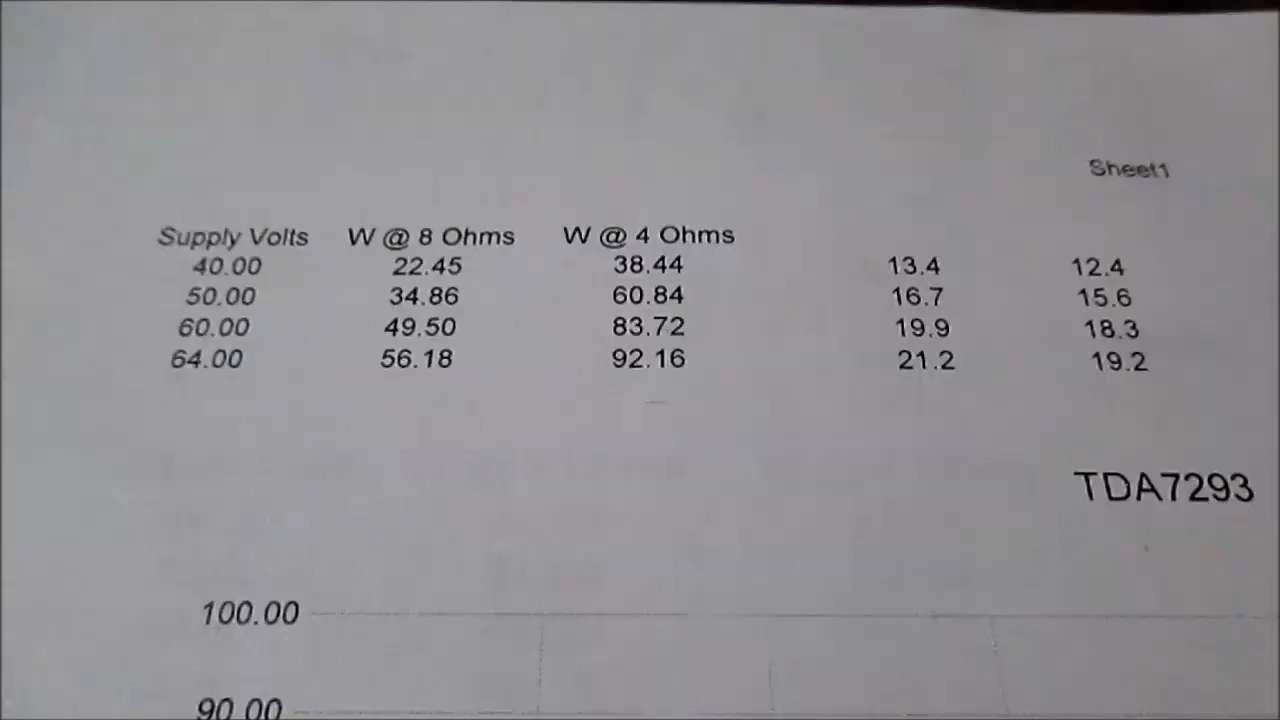 Sheet1
Supply Volts W @ 8 Ohms W @ 4 Ohms
40.00 22.45 38.44 13.4 12.4
50.00 34.86 60.84 16.7 15.6
60.00 49.50 83.72 19.9 18.3
64.00 56.18 92.16 21.2 19.2
TDA7293
100.00
90.00